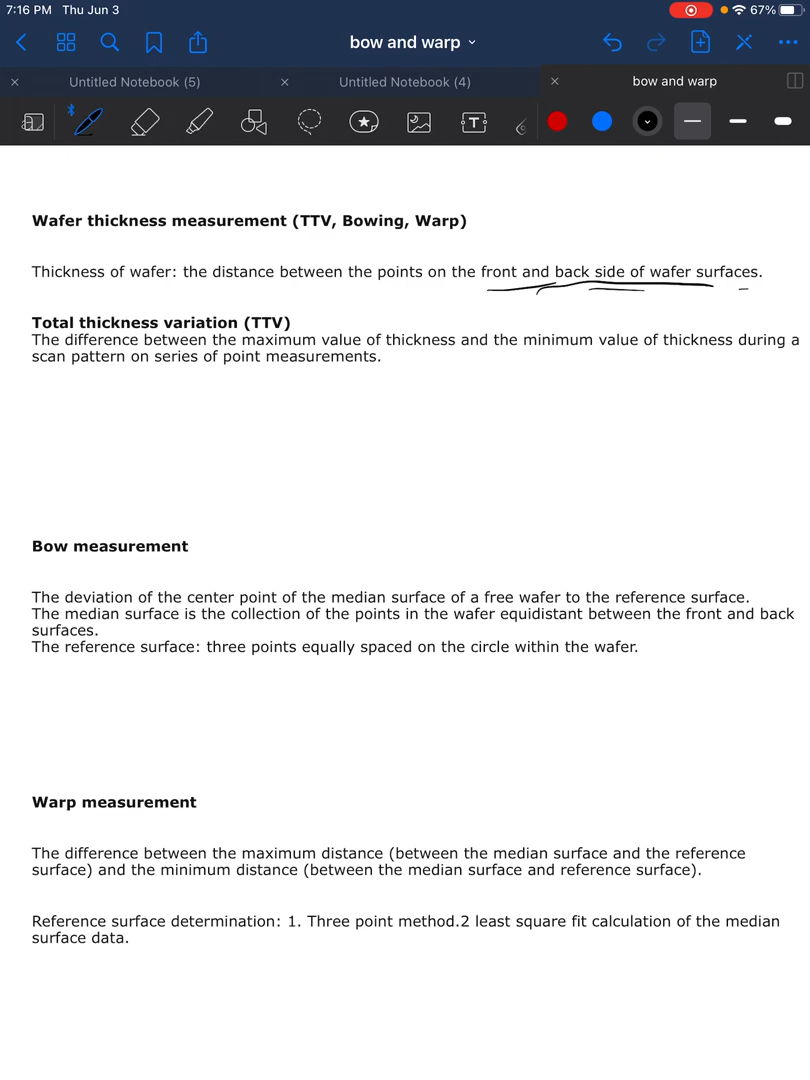 7:16 PM Thu Jun 3
67%
bow and warp
Untitled Notebook (5)
Untitled Notebook (4)
bow and warp
T
Wafer thickness measurement (TTV, Bowing, Warp)
Thickness of wafer: the distance between the points on the front and back side of wafer surfaces.
Total thickness variation (TTV)
The difference between the maximum value of thickness and the minimum value of thickness during a
scan pattern on series of point measurements.
Bow measurement
The deviation of the center point of the median surface of a free wafer to the reference surface.
The median surface is the collection of the points in the wafer equidistant between the front and back
surfaces.
The reference surface: three points equally spaced on the circle within the wafer.
Warp measurement
The difference between the maximum distance (between the median surface and the reference
surface) and the minimum distance (between the median surface and reference surface).
Reference surface determination: 1. Three point method.2 least square fit calculation of the median
surface data.